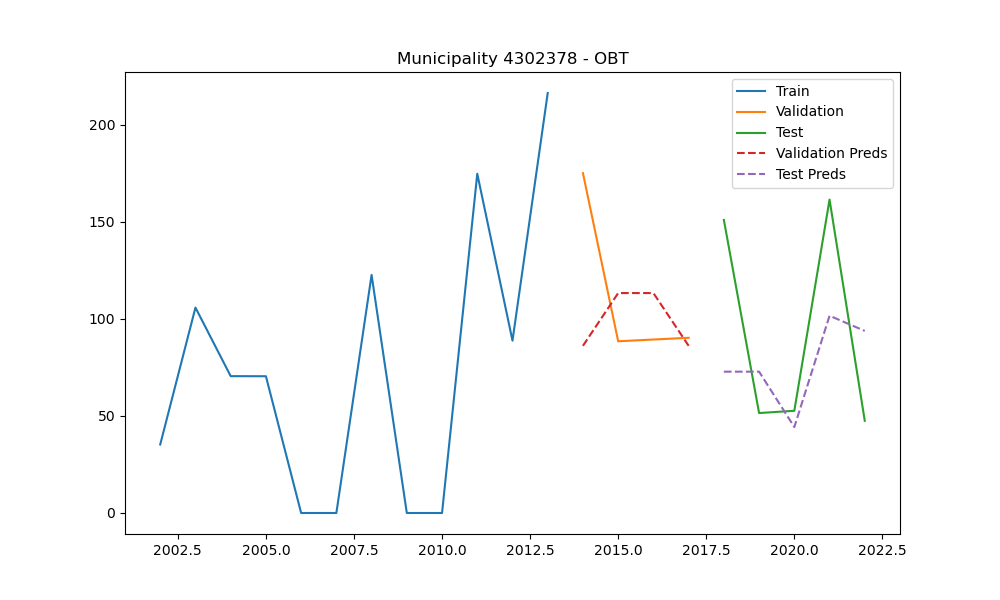 Municipality 4302378 - OBT
Train
Validation
Test
Validation Preds
Test Preds
200
150
100
50
0
2002.5 2005.0 2007.5 2010.0 2012.5 2015.0 2017.5 2020.0 2022.5